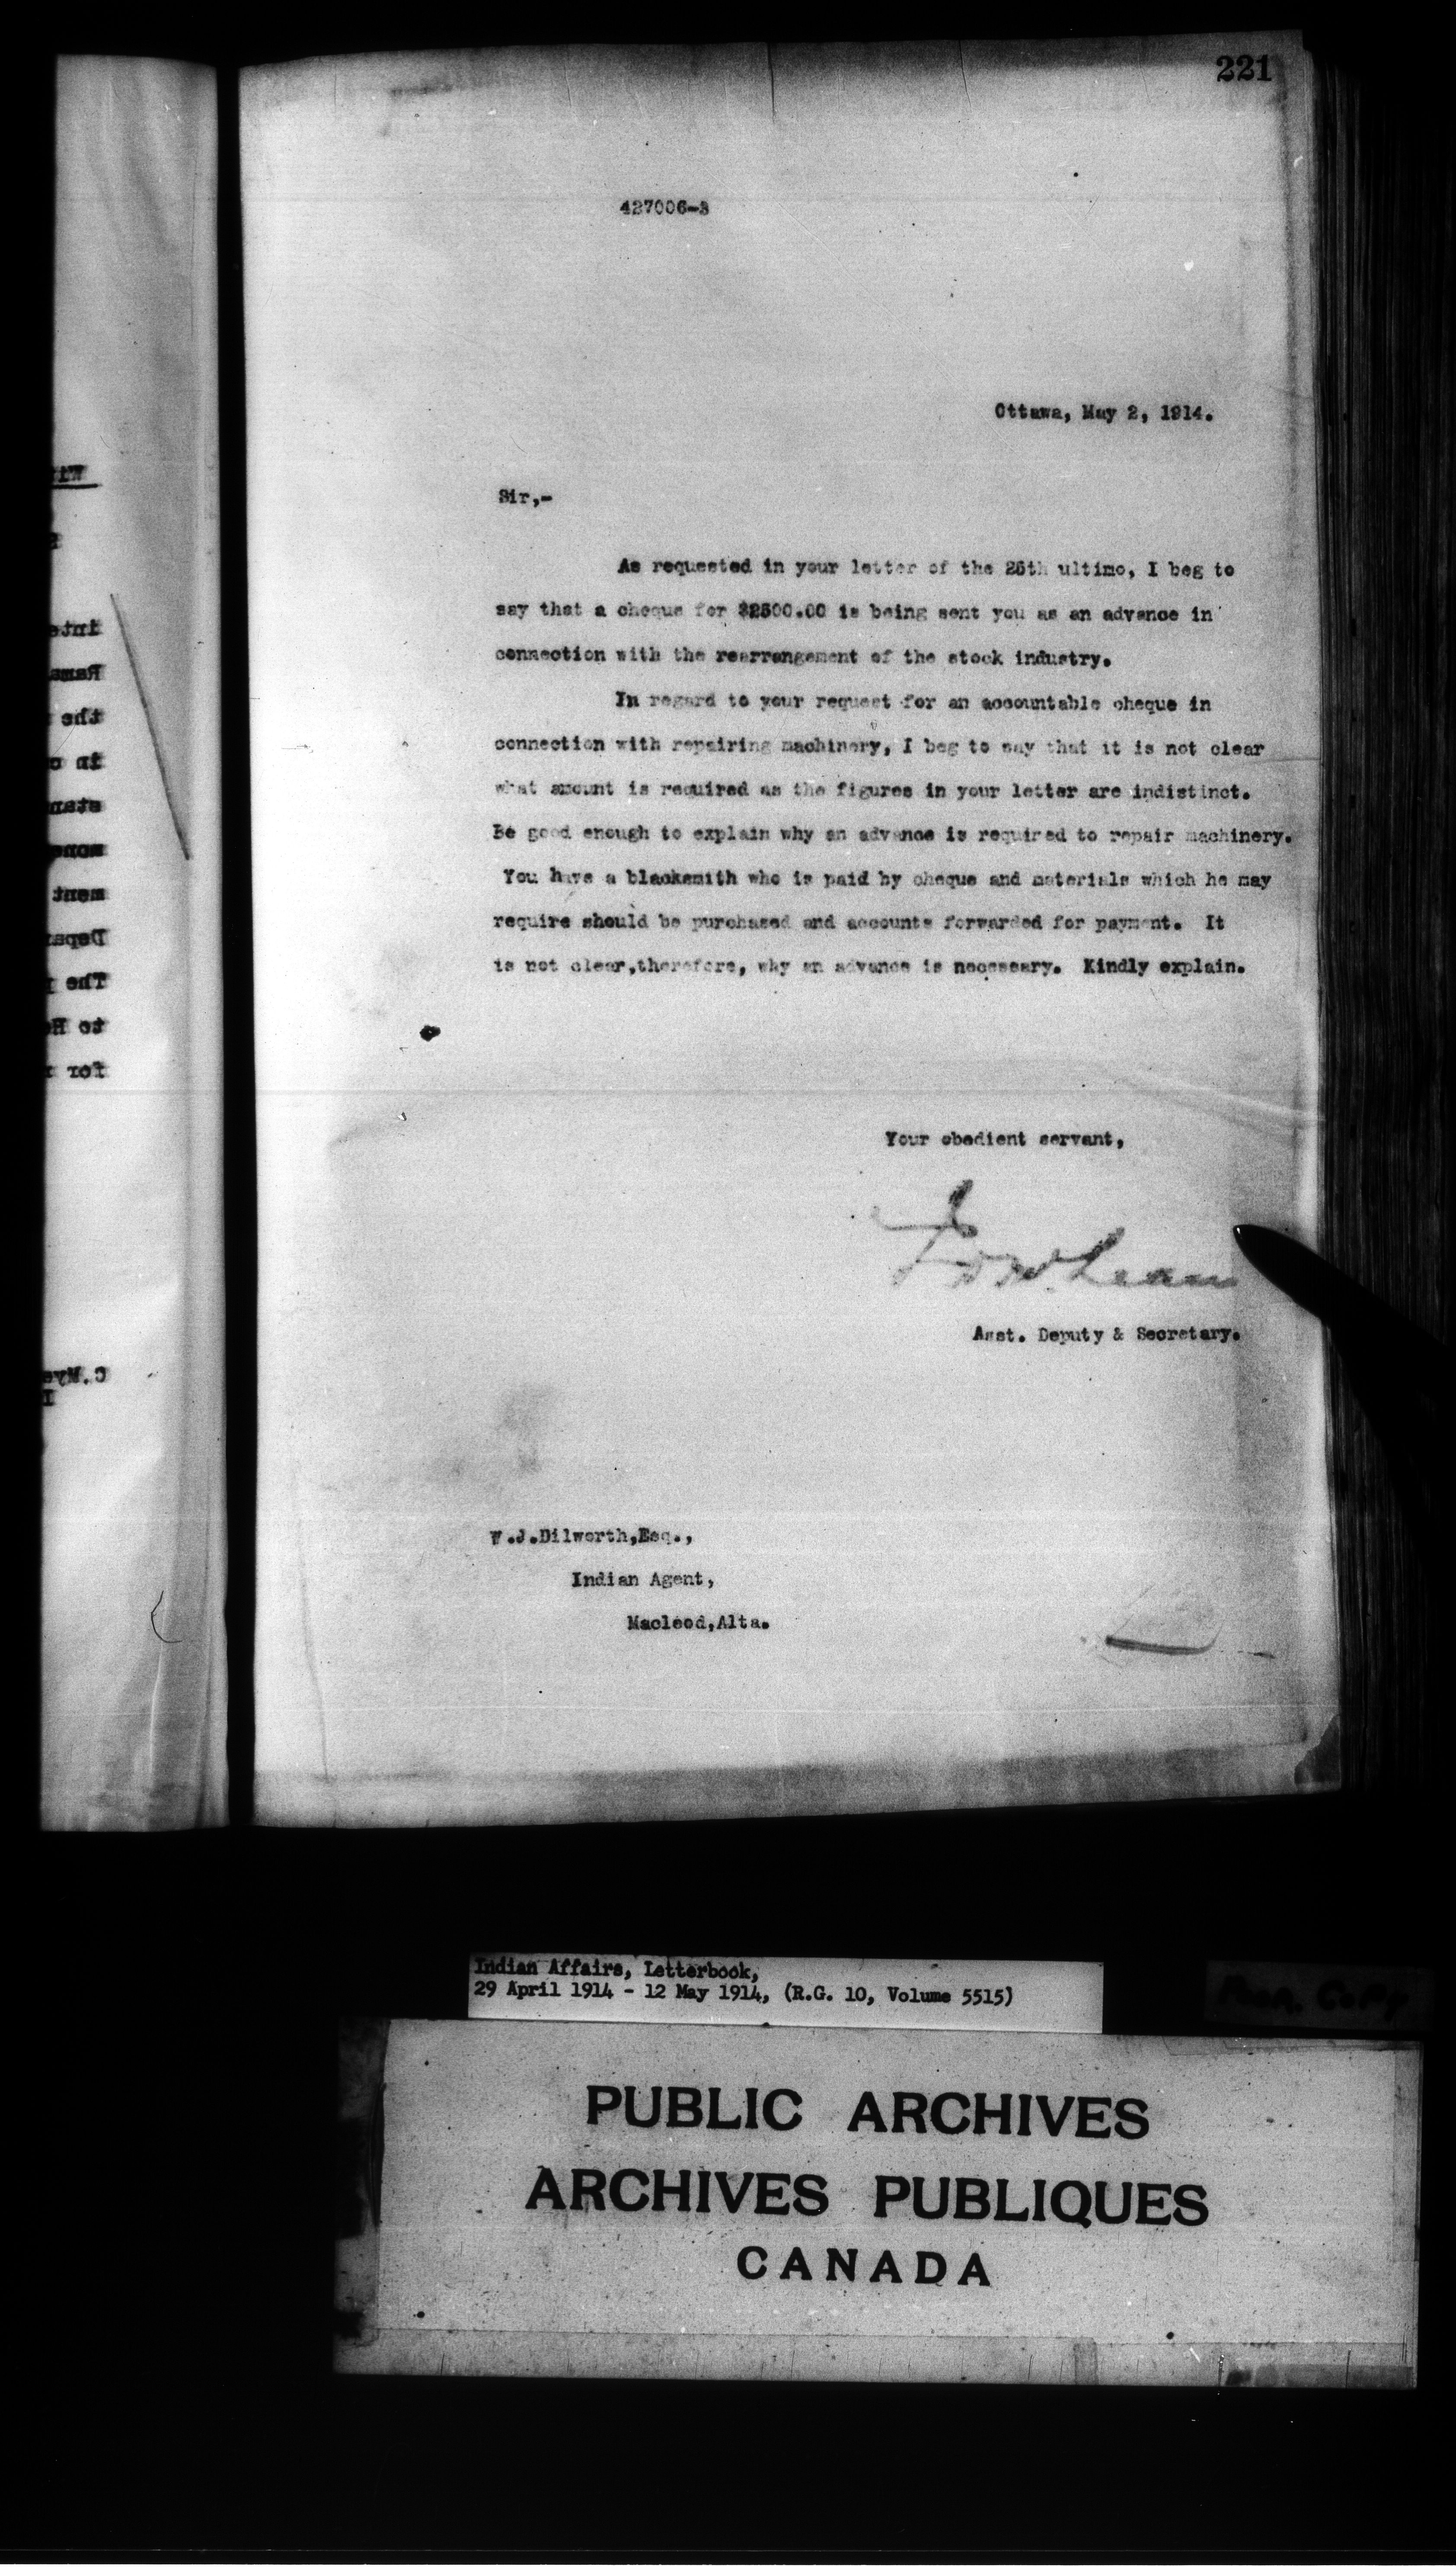 221
427006-3
Ottawa, May 2, 1914.
Sir,-
As requested in your letter of the 25th ultimo, I beg to
say that a cheque for $2500.00 is being sent you as an advance in
connection with the rearrangement of the stock industry.
In regard to your request for an accountable cheque in
connection with repairing machinery, I beg to say that it is not clear
what amount is required as the figures in your letter are indistinct.
Be good enough to explain why an advance is required to repair machinery.
You have a blacksmith who is paid by cheque and materials which he may
require should be purchased and accounts forwarded for payment. It
is not clear,therefore, why an advance is necessary. Kindly explain.
Your obedient servant,
Asst. Deputy & Secretary.
W.J.Dilworth,Esq.,
Indian Agent,
Macleod,Alta.
Indian Affairs, Letterbook,
29 April 1914 - 12 May 1914, (R.G. 10, Volume 5515)
PUBLIC ARCHIVES
ARCHIVES PUBLIQUES
CANADA